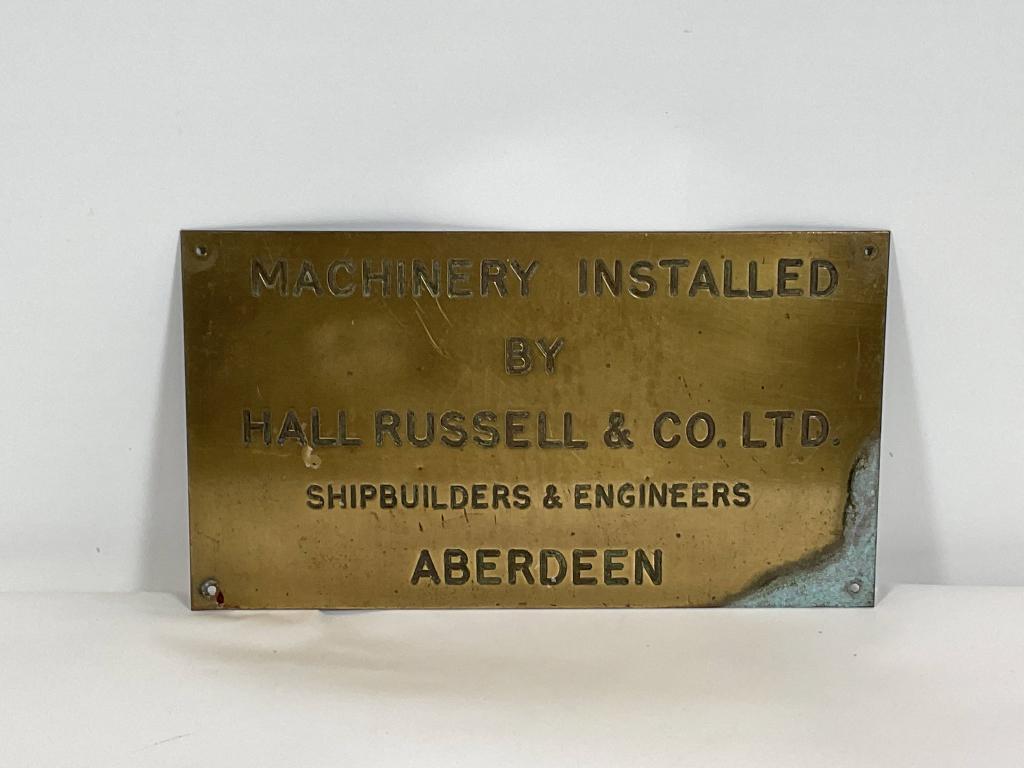 MACHINERY INSTALLED
BY
HALL RUSSELL & CO. LTD.
SHIPBUILDERS & ENGINEERS
ABERDEEN